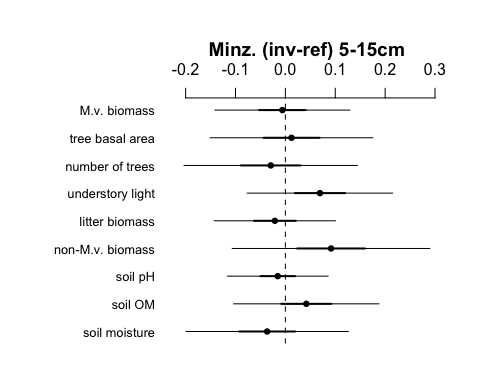 Minz. (inv-ref) 5-15cm
-0.2 -0.1 0.0 0.1 0.2 0.3
M.v. biomass
tree basal area
number of trees
understory light
litter biomass
non-M.v. biomass
soil pH
soil OM
soil moisture